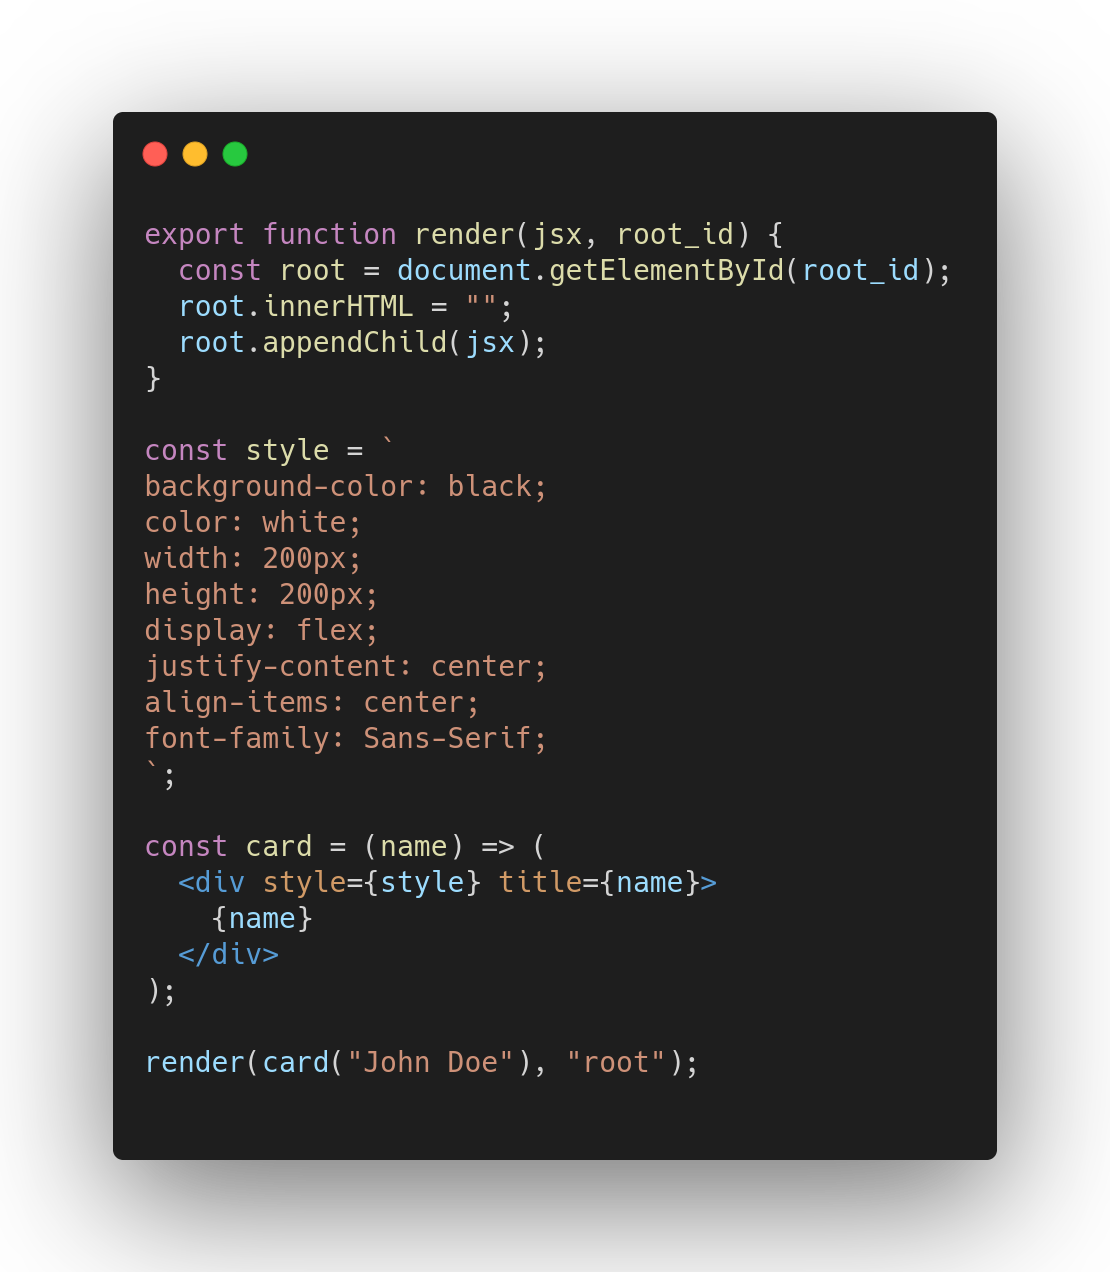 export function render(jsx, root_id) {
  const root = document.getElementById(root_id);
  root.innerHTML = "";
  root.appendChild(jsx);
}

const style = `
background-color: black;
color: white;
width: 200px;
height: 200px;
display: flex;
justify-content: center;
align-items: center;
font-family: Sans-Serif;
`;

const card = (name) => (
  <div style={style} title={name}>
    {name}
  </div>
);

render(card("John Doe"), "root");